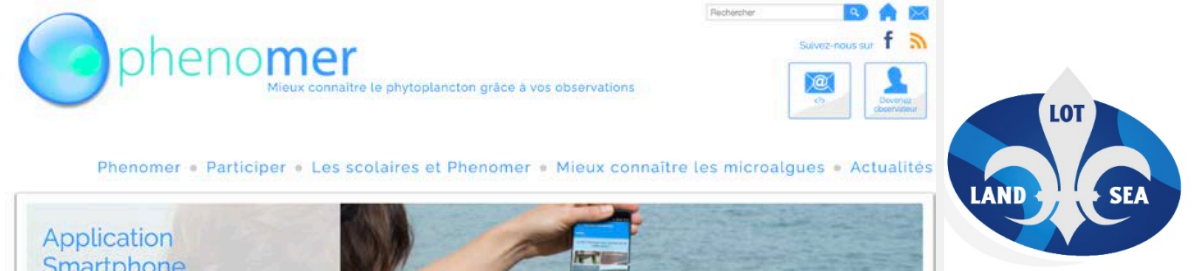 Rechercher
phenomer
Mieux connaître le phytoplancton grâce à vos observations
Suivez-nous sur f
@
Devenez
observateur
Phenomer • Participer • Les scolaires et Phenomer • Mieux connaître les microalgues • Actualités
Application
Smartphone
LOT
LAND SEA